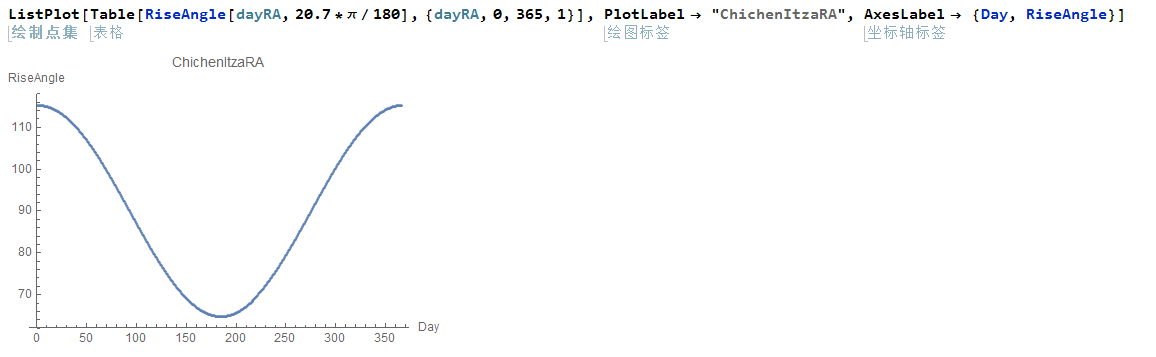 ListPlot[Table[RiseAngle[dayRA, 20.7*π/180], {dayRA, 0, 365, 1}], PlotLabel → "ChichenItzaRA", AxesLabel → {Day, RiseAngle}]
绘制点集 表格 绘图标签 坐标轴标签
ChichenItzaRA
RiseAngle
110
100
90
80
70
0 50 100 150 200 250 300 350
Day